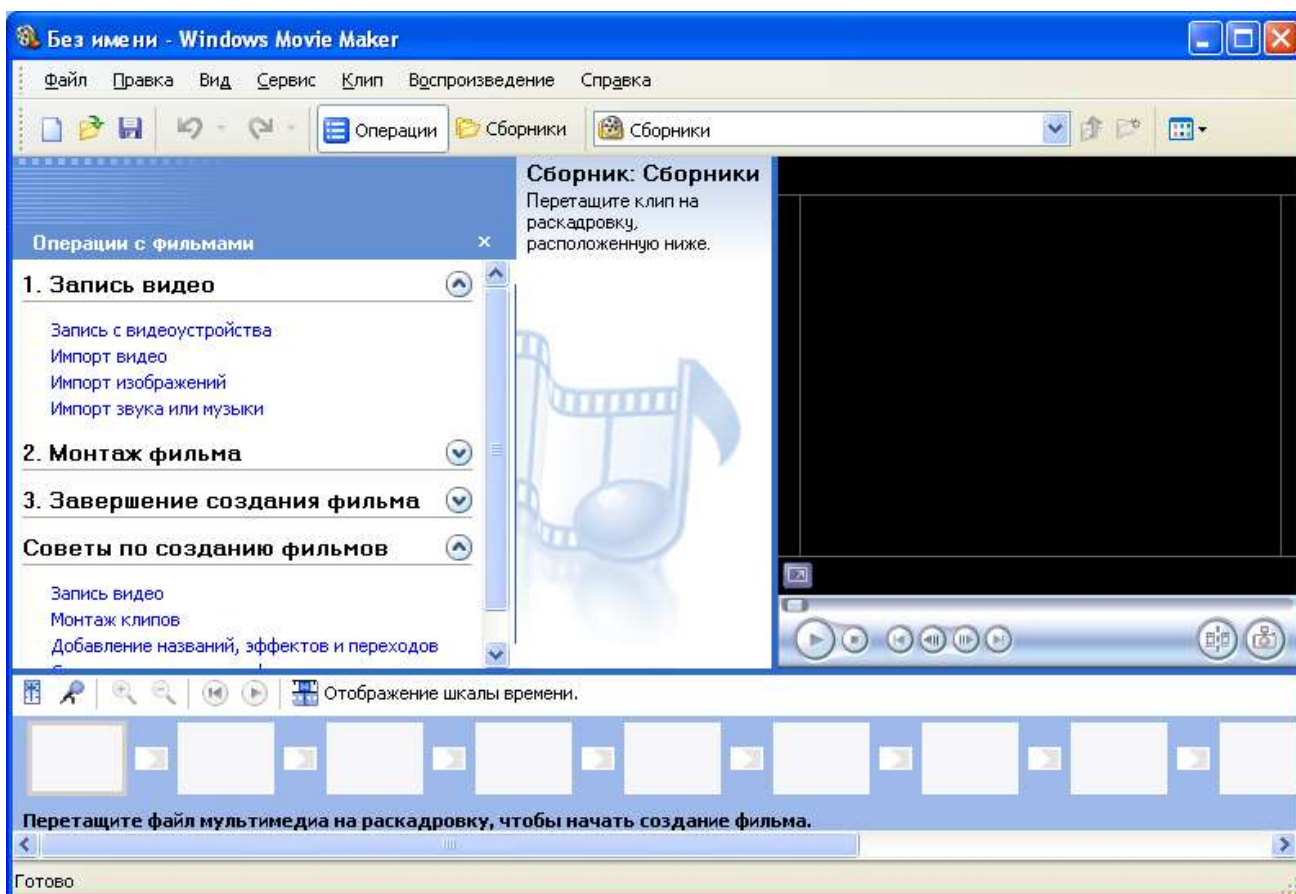 Без имени - Windows Movie Maker
Файл Правка Вид Сервис Клип Воспроизведение Справка
Операции Сборники Сборники
Операции с фильмами
1. Запись видео
Запись с видеоустройства
Импорт видео
Импорт изображений
Импорт звука или музыки
2. Монтаж фильма
3. Завершение создания фильма
Советы по созданию фильмов
Запись видео
Монтаж клипов
Добавление названий, эффектов и переходов
Сборник: Сборники
Перетащите клип на
раскадровку,
расположенную ниже.
Отображение шкалы времени.
Перетащите файл мультимедиа на раскадровку, чтобы начать создание фильма.
Готово